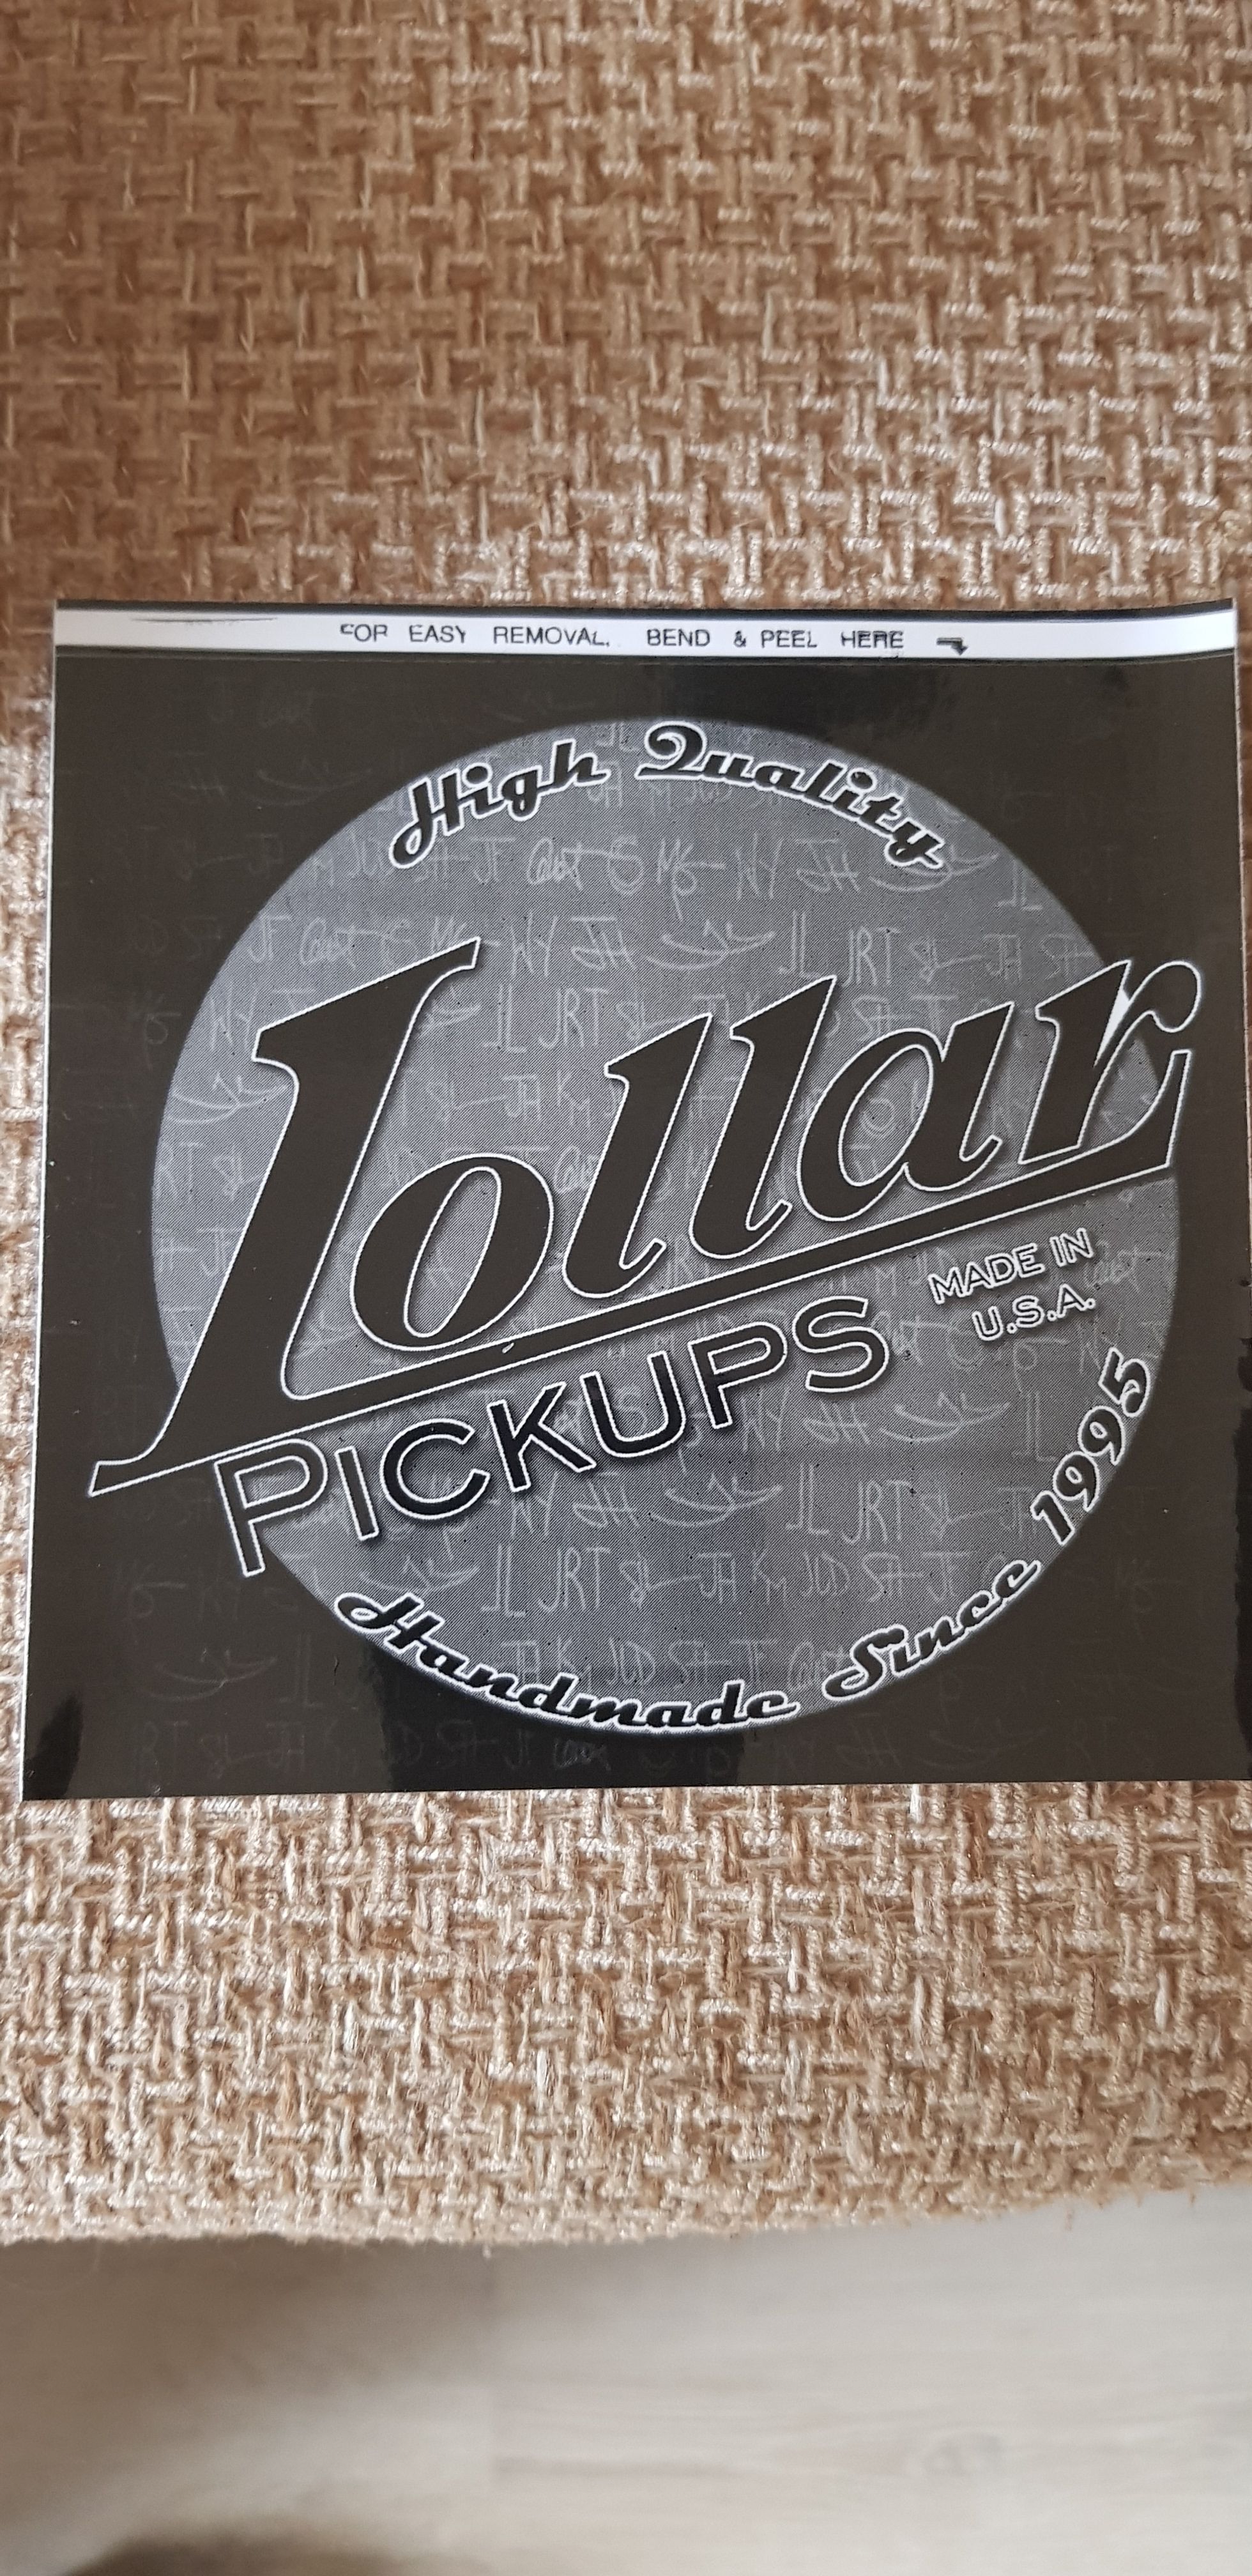 FOR EASY REMOVAL, BEND & PEEL HERE
High Quality
Lollar
PICKUPS
MADE IN
U.S.A.
Handmade Since 1995